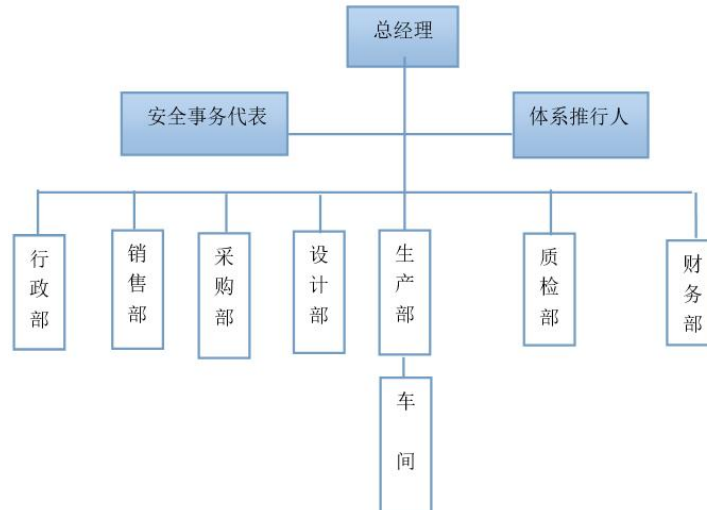 总经理
安全事务代表
体系推行人
行政部
销售部
采购部
设计部
生产部
质检部
财务部
车间